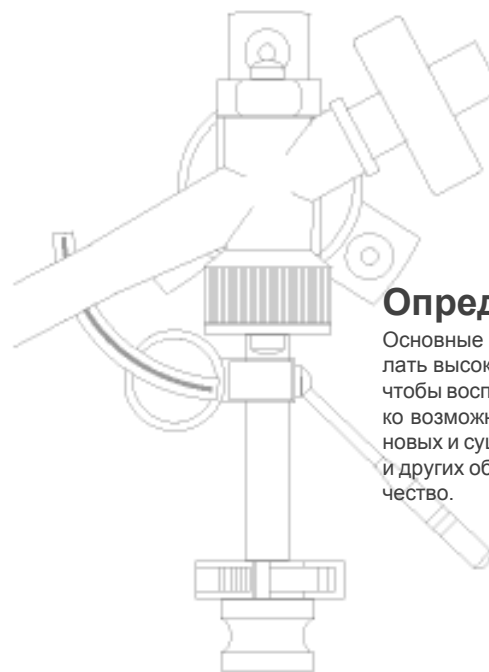 Опред
Основные
лать высок
чтобы восп
ко возможн
новых и сущ
и других об
чество.